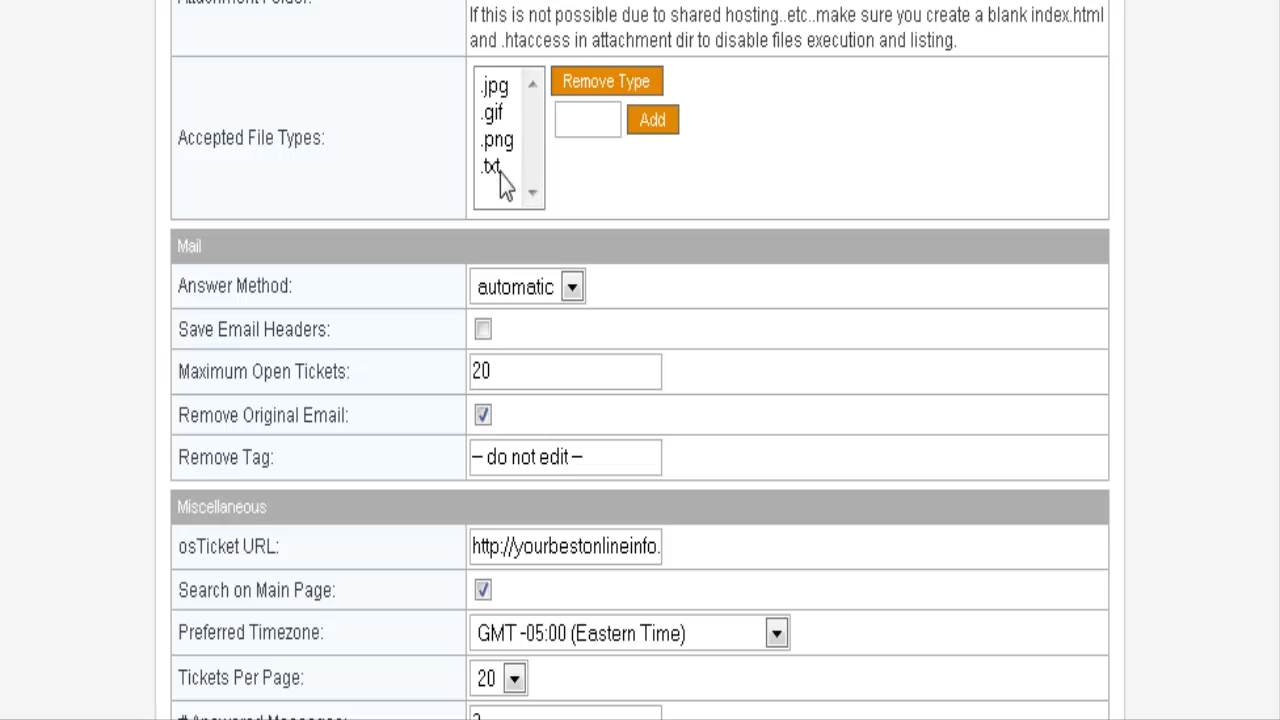 Attachment Folder:
If this is not possible due to shared hosting..etc..make sure you create a blank index.html
and .htaccess in attachment dir to disable files execution and listing.
Accepted File Types:
.jpg
.gif
.png
.txt
Remove Type
Add
Mail
Answer Method:
automatic
Save Email Headers:
Maximum Open Tickets:
20
Remove Original Email:
Remove Tag:
-- do not edit --
Miscellaneous
osTicket URL:
http://yourbestonlineinfo.
Search on Main Page:
Preferred Timezone:
GMT -05:00 (Eastern Time)
Tickets Per Page:
20
# Answered Messages: